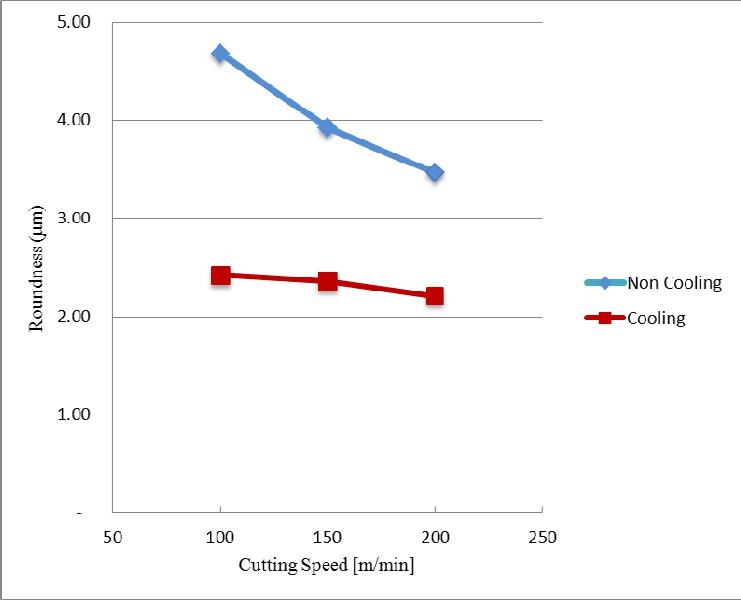 5.00
4.00
3.00
2.00
1.00
-
50 100 150 200 250
Roundness (µm)
Cutting Speed [m/min]
Non Cooling
Cooling